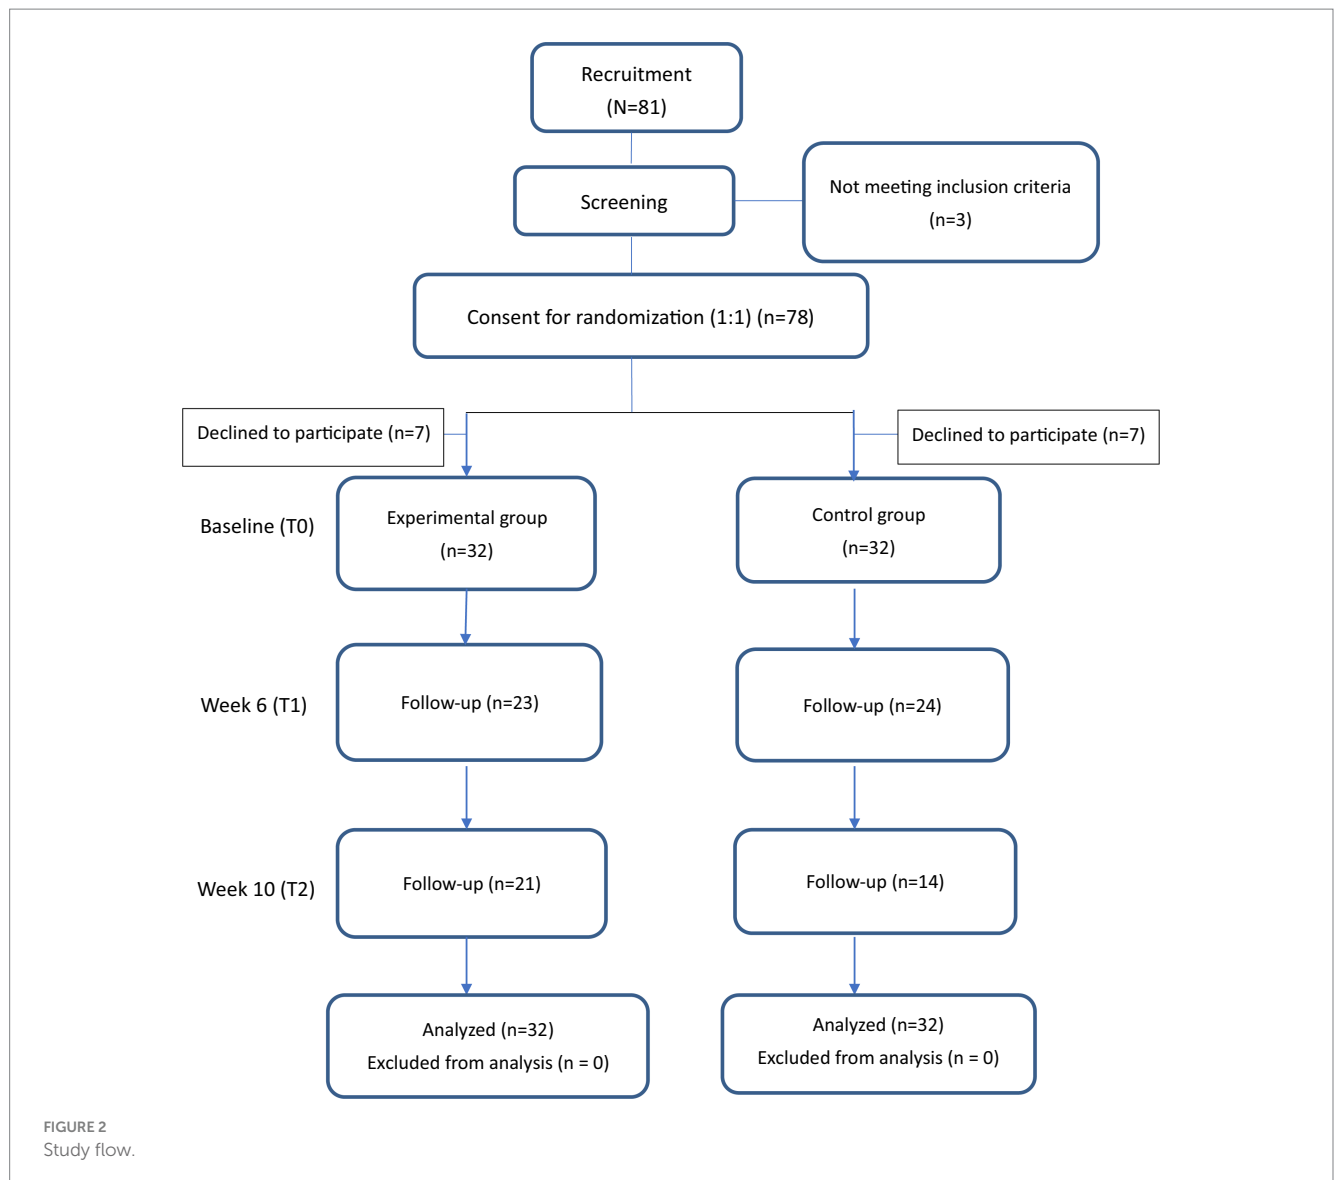 Recruitment
(N=81)
Screening
Not meeting inclusion criteria
(n=3)
Consent for randomization (1:1) (n=78)
Declined to participate (n=7)
Declined to participate (n=7)
Baseline (T0)
Experimental group
(n=32)
Control group
(n=32)
Week 6 (T1)
Follow-up (n=23)
Follow-up (n=24)
Week 10 (T2)
Follow-up (n=21)
Follow-up (n=14)
Analyzed (n=32)
Excluded from analysis (n = 0)
Analyzed (n=32)
Excluded from analysis (n = 0)
FIGURE 2
Study flow.